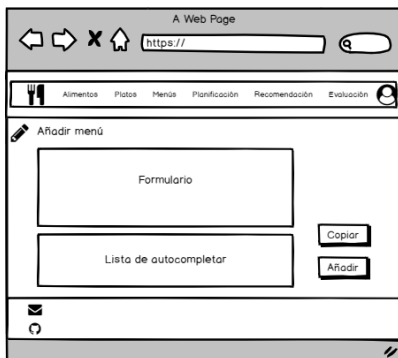 A Web Page
https://
Alimentos Platos Menús Planificación Recomendación Evaluación
Añadir menú
Formulario
Copiar
Lista de autocompletar
Añadir